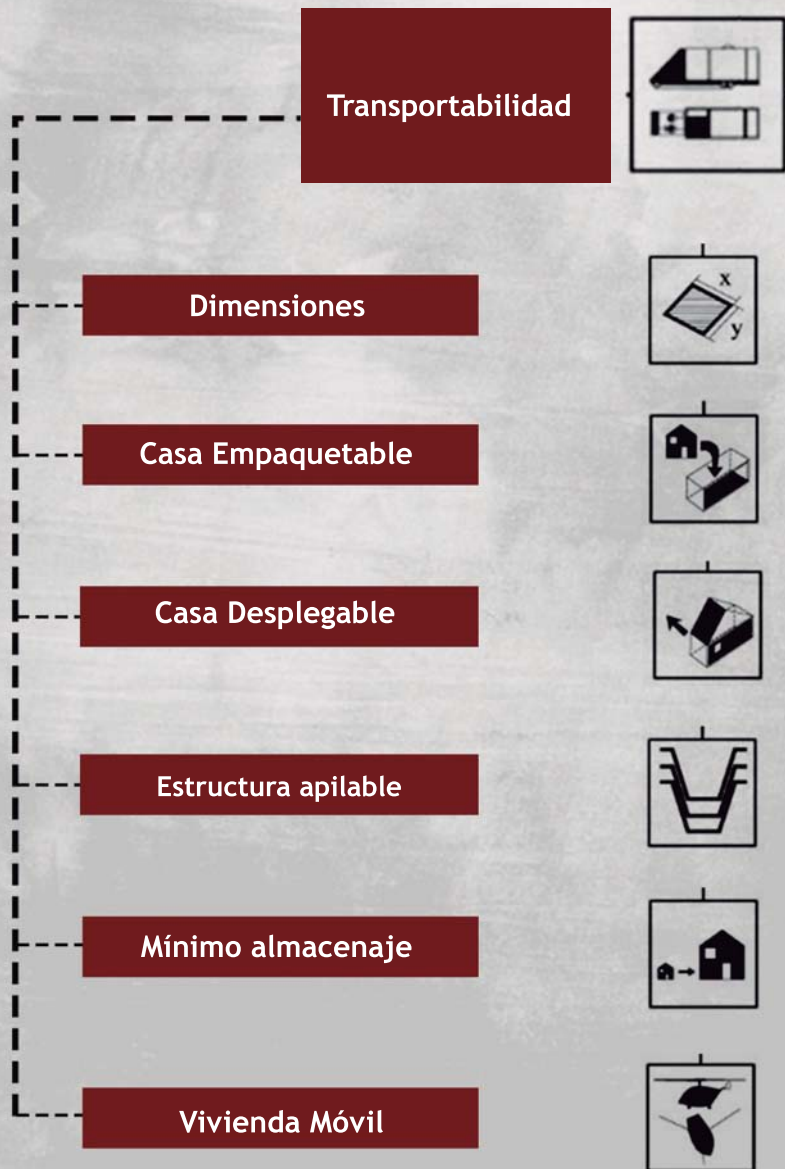 Transportabilidad
Dimensiones
x
y
Casa Empaquetable
Casa Desplegable
Estructura apilable
Mínimo almacenaje
Vivienda Móvil